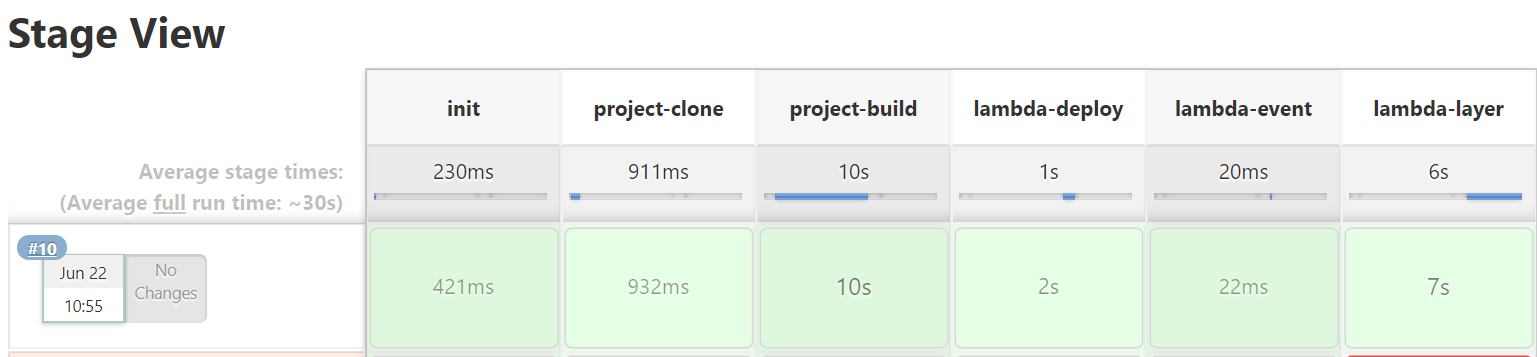 Stage View
init project-clone project-build lambda-deploy lambda-event lambda-layer
Average stage times: 230ms 911ms 10s 1s 20ms 6s
(Average full run time: ~30s)
#10
Jun 22 No
Changes
10:55
421ms 932ms 10s 2s 22ms 7s